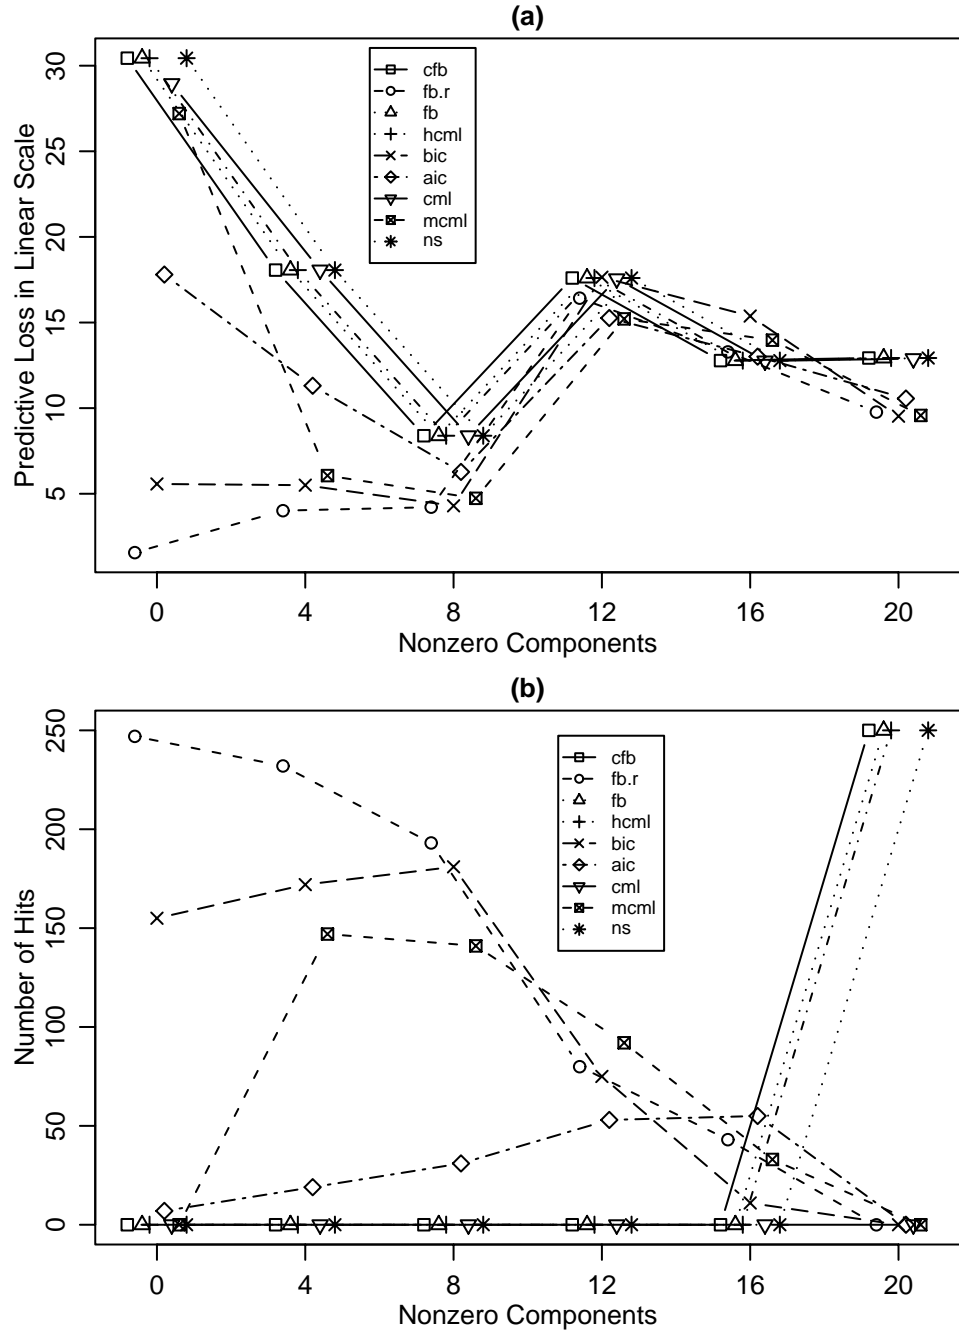 (a)
Predictive Loss in Linear Scale
30
25
20
15
10
5
cfb
fb.r
fb
hcml
bic
aic
cml
mcml
ns
0 4 8 12 16 20
Nonzero Components
(b)
Number of Hits
250
200
150
100
50
0
cfb
fb.r
fb
hcml
bic
aic
cml
mcml
ns
0 4 8 12 16 20
Nonzero Components